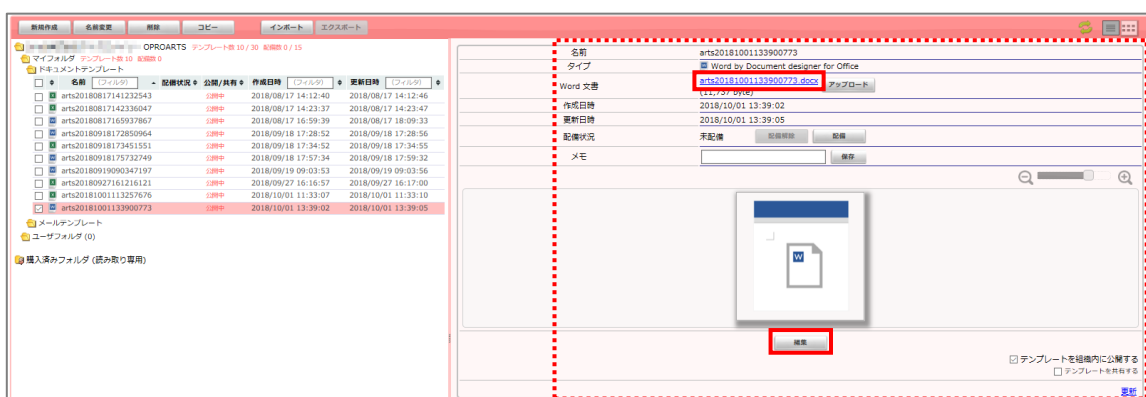 新規作成 名前変更 削除 コピー インポート エクスポート
OPROARTS テンプレート数 10 / 30 配備数 0 / 15
マイフォルダ テンプレート数 10 配備数 0
ドキュメントテンプレート
名前 (フィルタ) 配備状況 公開/共有 作成日時 (フィルタ) 更新日時 (フィルタ)
arts20180817141232543 公開中 2018/08/17 14:12:40 2018/08/17 14:12:46
arts20180817142336047 公開中 2018/08/17 14:23:37 2018/08/17 14:23:47
arts20180817165937867 公開中 2018/08/17 16:59:39 2018/08/17 18:09:33
arts20180918172850964 公開中 2018/09/18 17:28:52 2018/09/18 17:28:56
arts20180918173451551 公開中 2018/09/18 17:34:52 2018/09/18 17:34:55
arts20180918175732749 公開中 2018/09/18 17:57:34 2018/09/18 17:59:32
arts20180919090347197 公開中 2018/09/19 09:03:53 2018/09/19 09:03:56
arts20180927161216121 公開中 2018/09/27 16:16:57 2018/09/27 16:17:00
arts20181001113257676 公開中 2018/10/01 11:33:07 2018/10/01 11:33:10
arts20181001133900773 公開中 2018/10/01 13:39:02 2018/10/01 13:39:05
メールテンプレート
ユーザフォルダ (0)
購入済みフォルダ (読み取り専用)
名前 arts20181001133900773
タイプ Word by Document designer for Office
Word 文書 arts20181001133900773.docx アップロード
(11,737 byte)
作成日時 2018/10/01 13:39:02
更新日時 2018/10/01 13:39:05
配備状況 未配備 配備解除 配備
メモ 保存
W
編集
テンプレートを組織内に公開する
テンプレートを共有する
更新